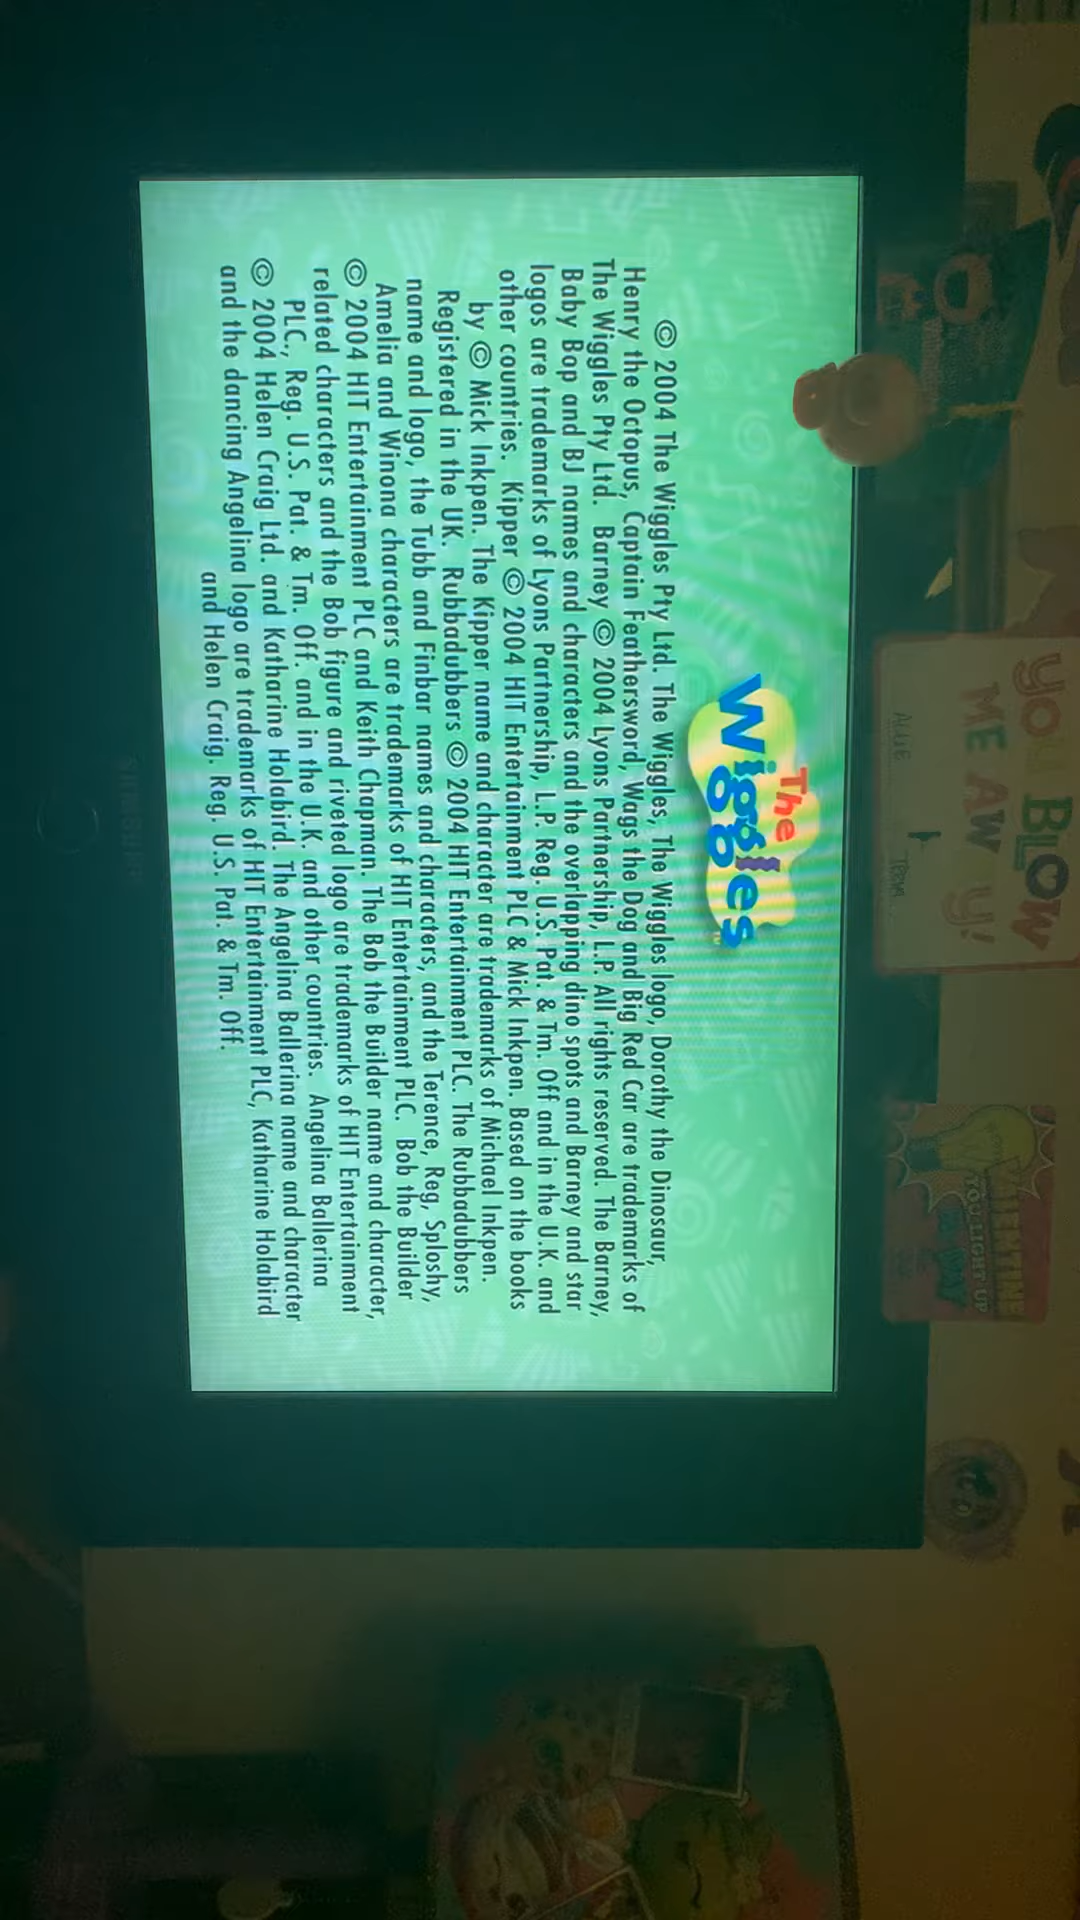 The
Wiggles
© 2004 The Wiggles Pty Ltd. The Wiggles, The Wiggles logo, Dorothy the Dinosaur,
Henry the Octopus, Captain Feathersword, Wags the Dog and Big Red Car are trademarks of
The Wiggles Pty Ltd. Barney © 2004 Lyons Partnership, L.P. All rights reserved. The Barney,
Baby Bop and BJ names and characters and the overlapping dino spots and Barney and star
logos are trademarks of Lyons Partnership, L.P. Reg. U.S. Pat. & Tm. Off and in the U.K. and
other countries. Kipper © 2004 HIT Entertainment PLC & Mick Inkpen. Based on the books
by © Mick Inkpen. The Kipper name and character are trademarks of Michael Inkpen.
Registered in the UK. Rubbadubbers © 2004 HIT Entertainment PLC. The Rubbadubbers
name and logo, the Tubb and Finbar names and characters, and the Terence, Reg, Sploshy,
Amelia and Winona characters are trademarks of HIT Entertainment PLC. Bob the Builder
© 2004 HIT Entertainment PLC and Keith Chapman. The Bob the Builder name and character,
related characters and the Bob figure and riveted logo are trademarks of HIT Entertainment
PLC., Reg. U.S. Pat. & Tm. Off. and in the U.K. and other countries. Angelina Ballerina
© 2004 Helen Craig Ltd. and Katharine Holabird. The Angelina Ballerina name and character
and the dancing Angelina logo are trademarks of HIT Entertainment PLC, Katharine Holabird
and Helen Craig. Reg. U.S. Pat. & Tm. Off.
YOU BLOW
ME AW Y!
VALENTINE
YOU LIGHT UP